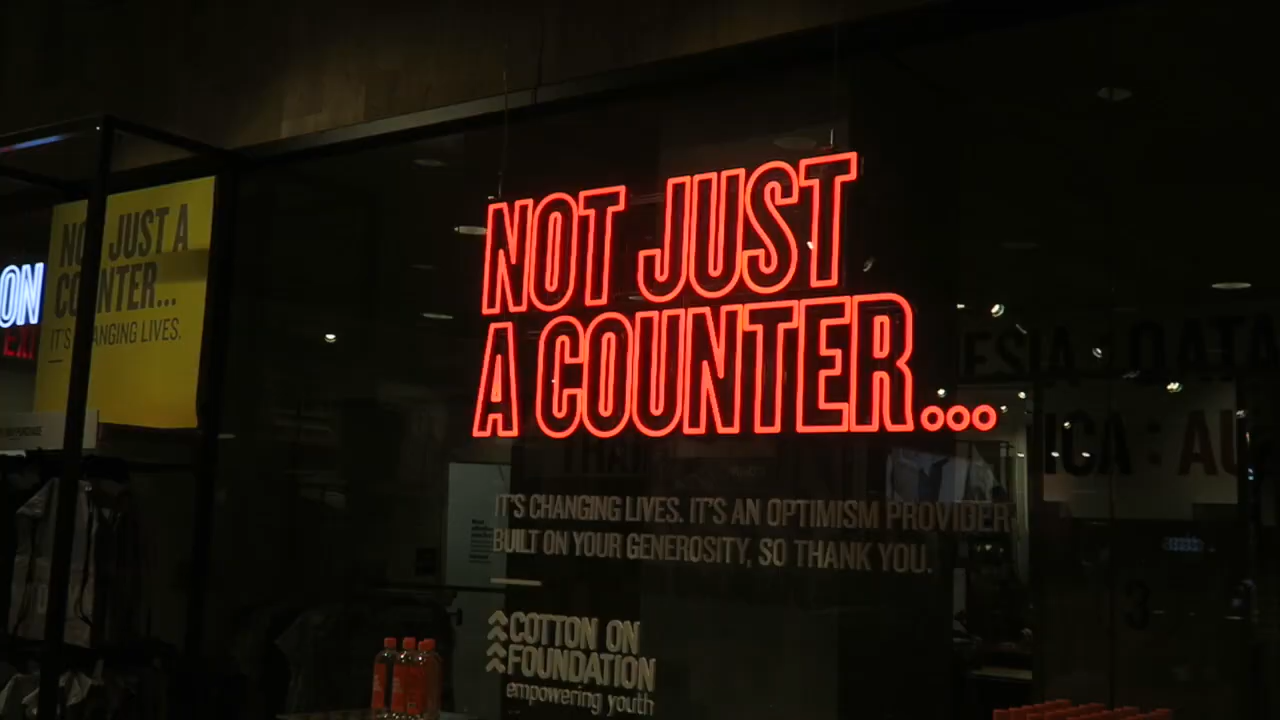 NOT JUST
A COUNTER...
IT'S CHANGING LIVES. IT'S AN OPTIMISM PROVIDER
BUILT ON YOUR GENEROSITY, SO THANK YOU.
COTTON ON
FOUNDATION
empowering youth
NOT JUST A
COUNTER...
IT'S CHANGING LIVES.
ON